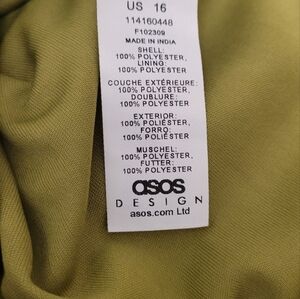 US 16
114160448
F102309
MADE IN INDIA
SHELL:
100% POLYESTER,
LINING:
100% POLYESTER
COUCHE EXTÉRIEURE:
100% POLYESTER,
DOUBLURE:
100% POLYESTER
EXTERIOR:
100% POLIÉSTER,
FORRO:
100% POLIÉSTER
MUSCHEL:
100% POLYESTER,
FUTTER:
100% POLYESTER
asos
DESIGN
asos.com Ltd